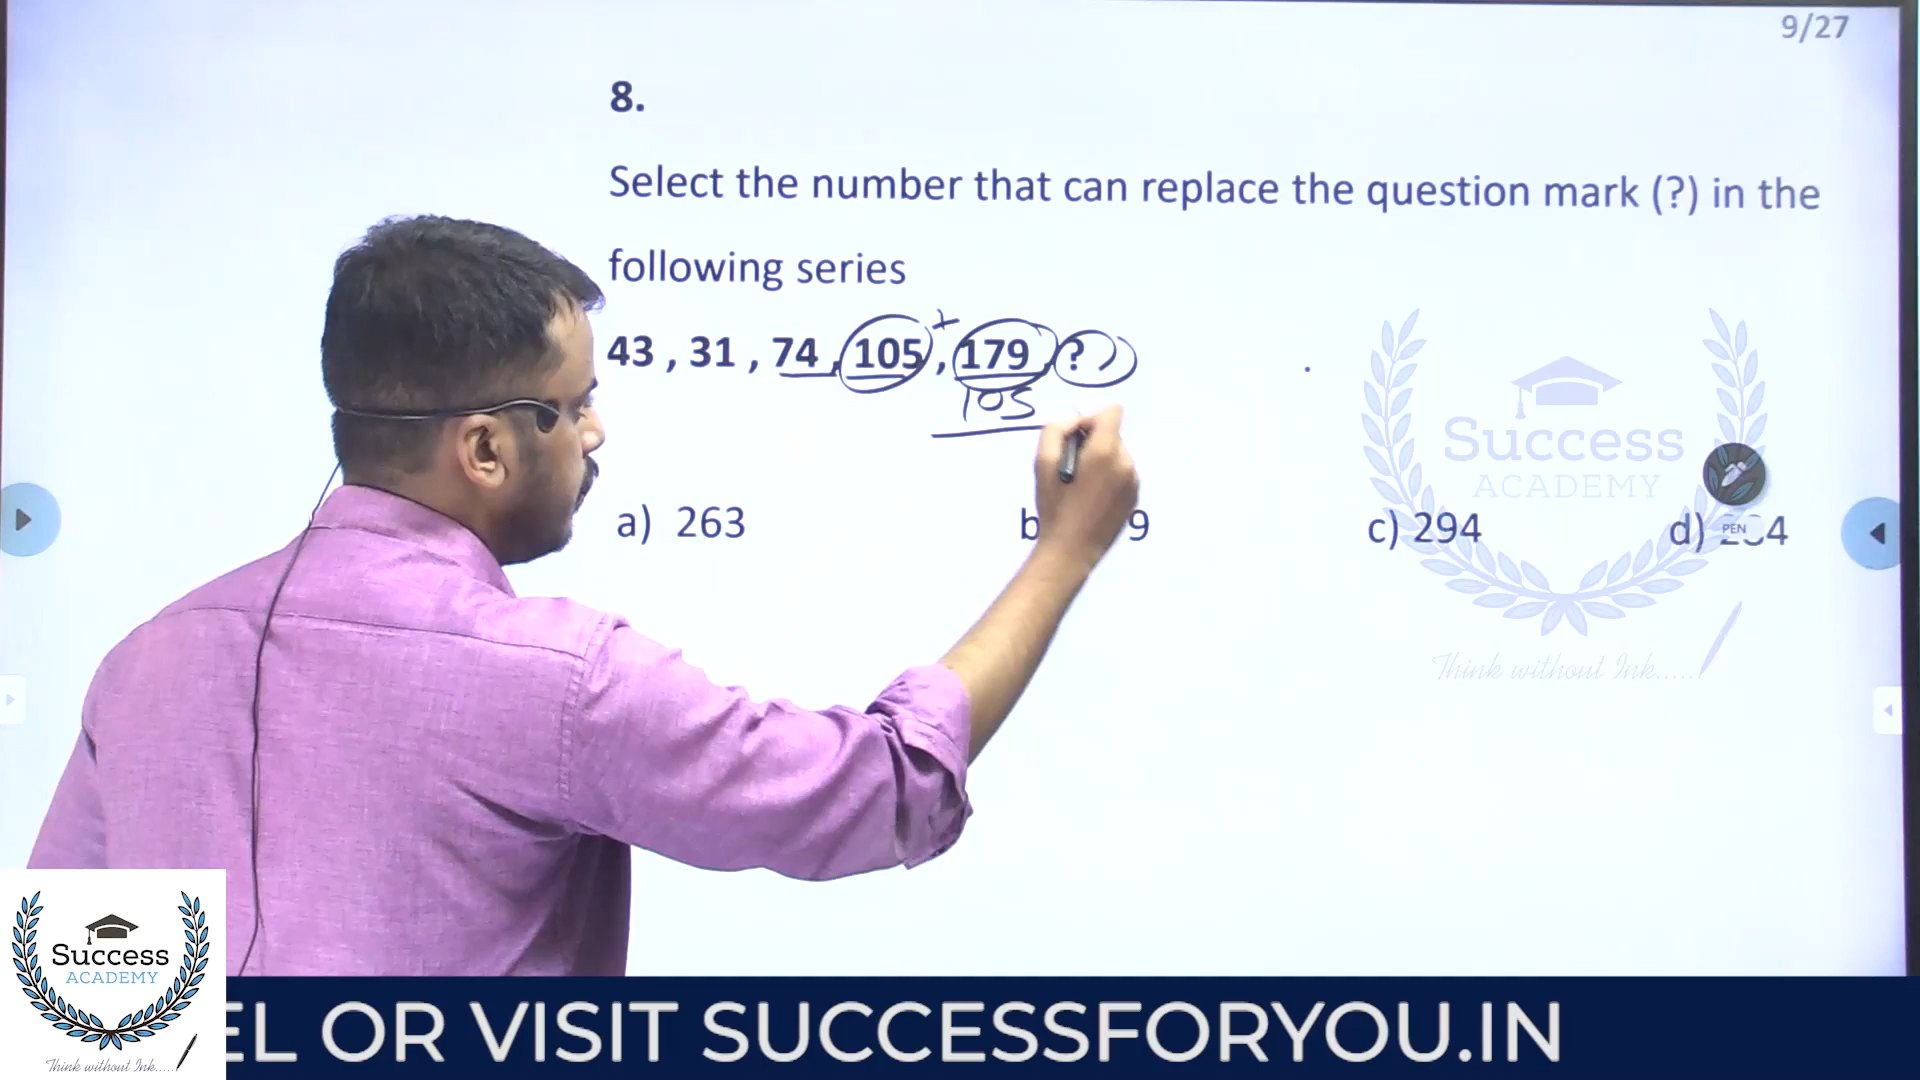 9/27
8.
Select the number that can replace the question mark (?) in the
following series
43 , 31 , 74 , 105 + , 179 , ?
105
a) 263
b 9
c) 294
d) 4
PEN
Success
ACADEMY
Think without Ink.....
Success
ACADEMY
Think without Ink.....
EL OR VISIT SUCCESSFORYOU.IN